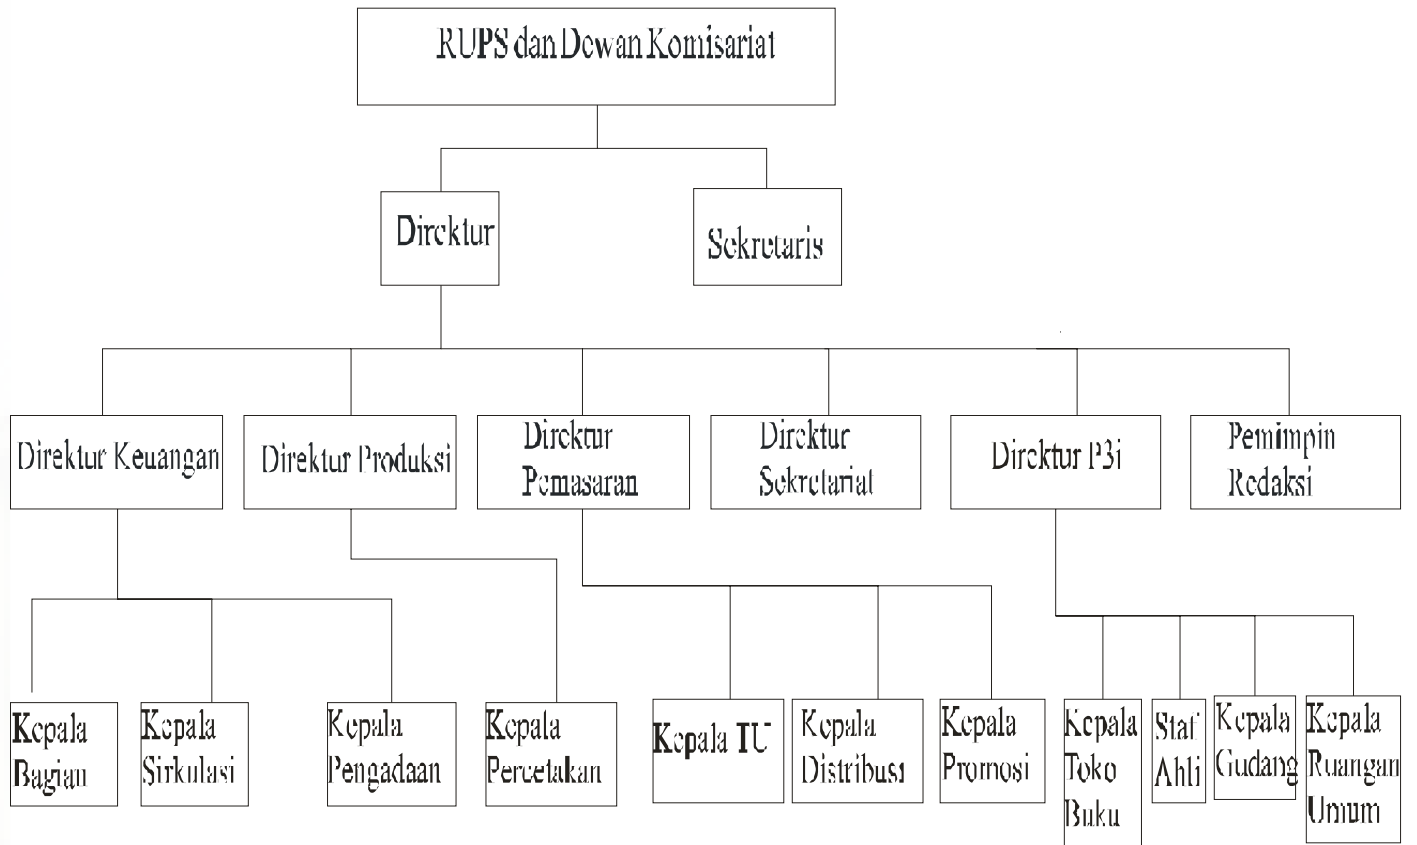 RUPS dan Dewan Komisariat
Direktur
Sekretaris
Direktur Keuangan
Direktur Produksi
Direktur
Pemasaran
Direktur
Sekretariat
Direktur P3i
Pemimpin
Redaksi
Kepala
Bagian
Kepala
Sirkulasi
Kepala
Pengadaan
Kepala
Percetakan
Kepala TU
Kepala
Distribusi
Kepala
Promosi
Kepala
Toko
Buku
Staf
Ahli
Kepala
Gudang
Kepala
Ruangan
Umum